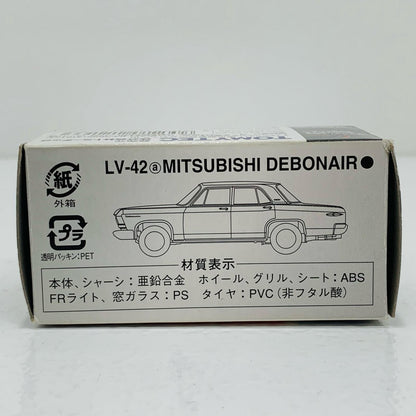 TOMYTEC
LV-42ⓐMITSUBISHI DEBONAIR●
紙
外箱
プラ
透明パッキン:PET
材質表示
本体、シャーシ:亜鉛合金 ホイール、グリル、シート:ABS
FRライト、窓ガラス:PS タイヤ:PVC(非フタル酸)